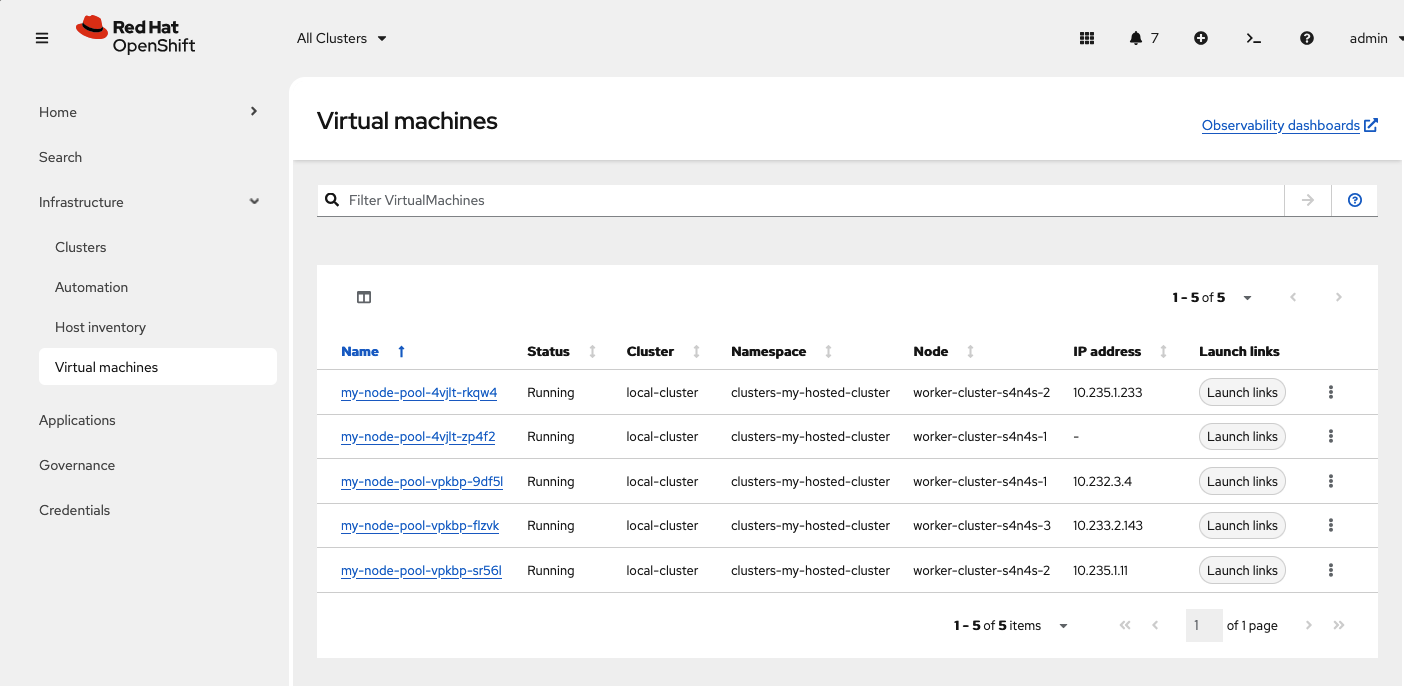 Red Hat
OpenShift
All Clusters
7
admin
Home
Search
Infrastructure
Clusters
Automation
Host inventory
Virtual machines
Applications
Governance
Credentials
Virtual machines
Observability dashboards
Filter VirtualMachines
1 - 5 of 5
Name Status Cluster Namespace Node IP address Launch links
my-node-pool-4vjlt-rkqw4 Running local-cluster clusters-my-hosted-cluster worker-cluster-s4n4s-2 10.235.1.233 Launch links
my-node-pool-4vjlt-zp4f2 Running local-cluster clusters-my-hosted-cluster worker-cluster-s4n4s-1 - Launch links
my-node-pool-vpkbp-9df5l Running local-cluster clusters-my-hosted-cluster worker-cluster-s4n4s-1 10.232.3.4 Launch links
my-node-pool-vpkbp-flzvk Running local-cluster clusters-my-hosted-cluster worker-cluster-s4n4s-3 10.233.2.143 Launch links
my-node-pool-vpkbp-sr56l Running local-cluster clusters-my-hosted-cluster worker-cluster-s4n4s-2 10.235.1.11 Launch links
1 - 5 of 5 items 1 of 1 page